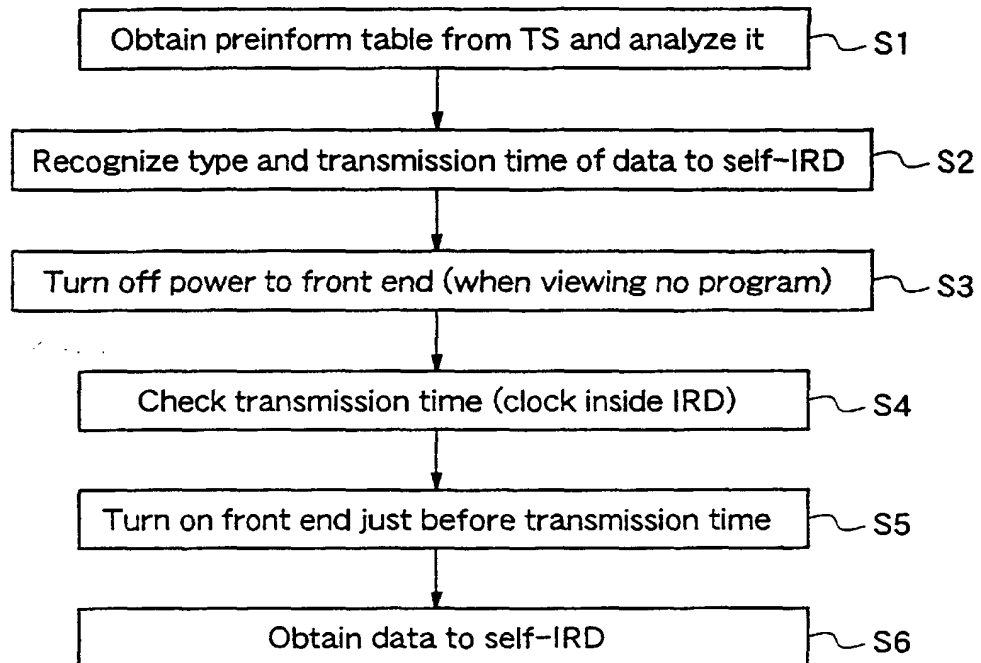 Obtain preinform table from TS and analyze it S1
Recognize type and transmission time of data to self-IRD S2
Turn off power to front end (when viewing no program) S3
Check transmission time (clock inside IRD) S4
Turn on front end just before transmission time S5
Obtain data to self-IRD S6